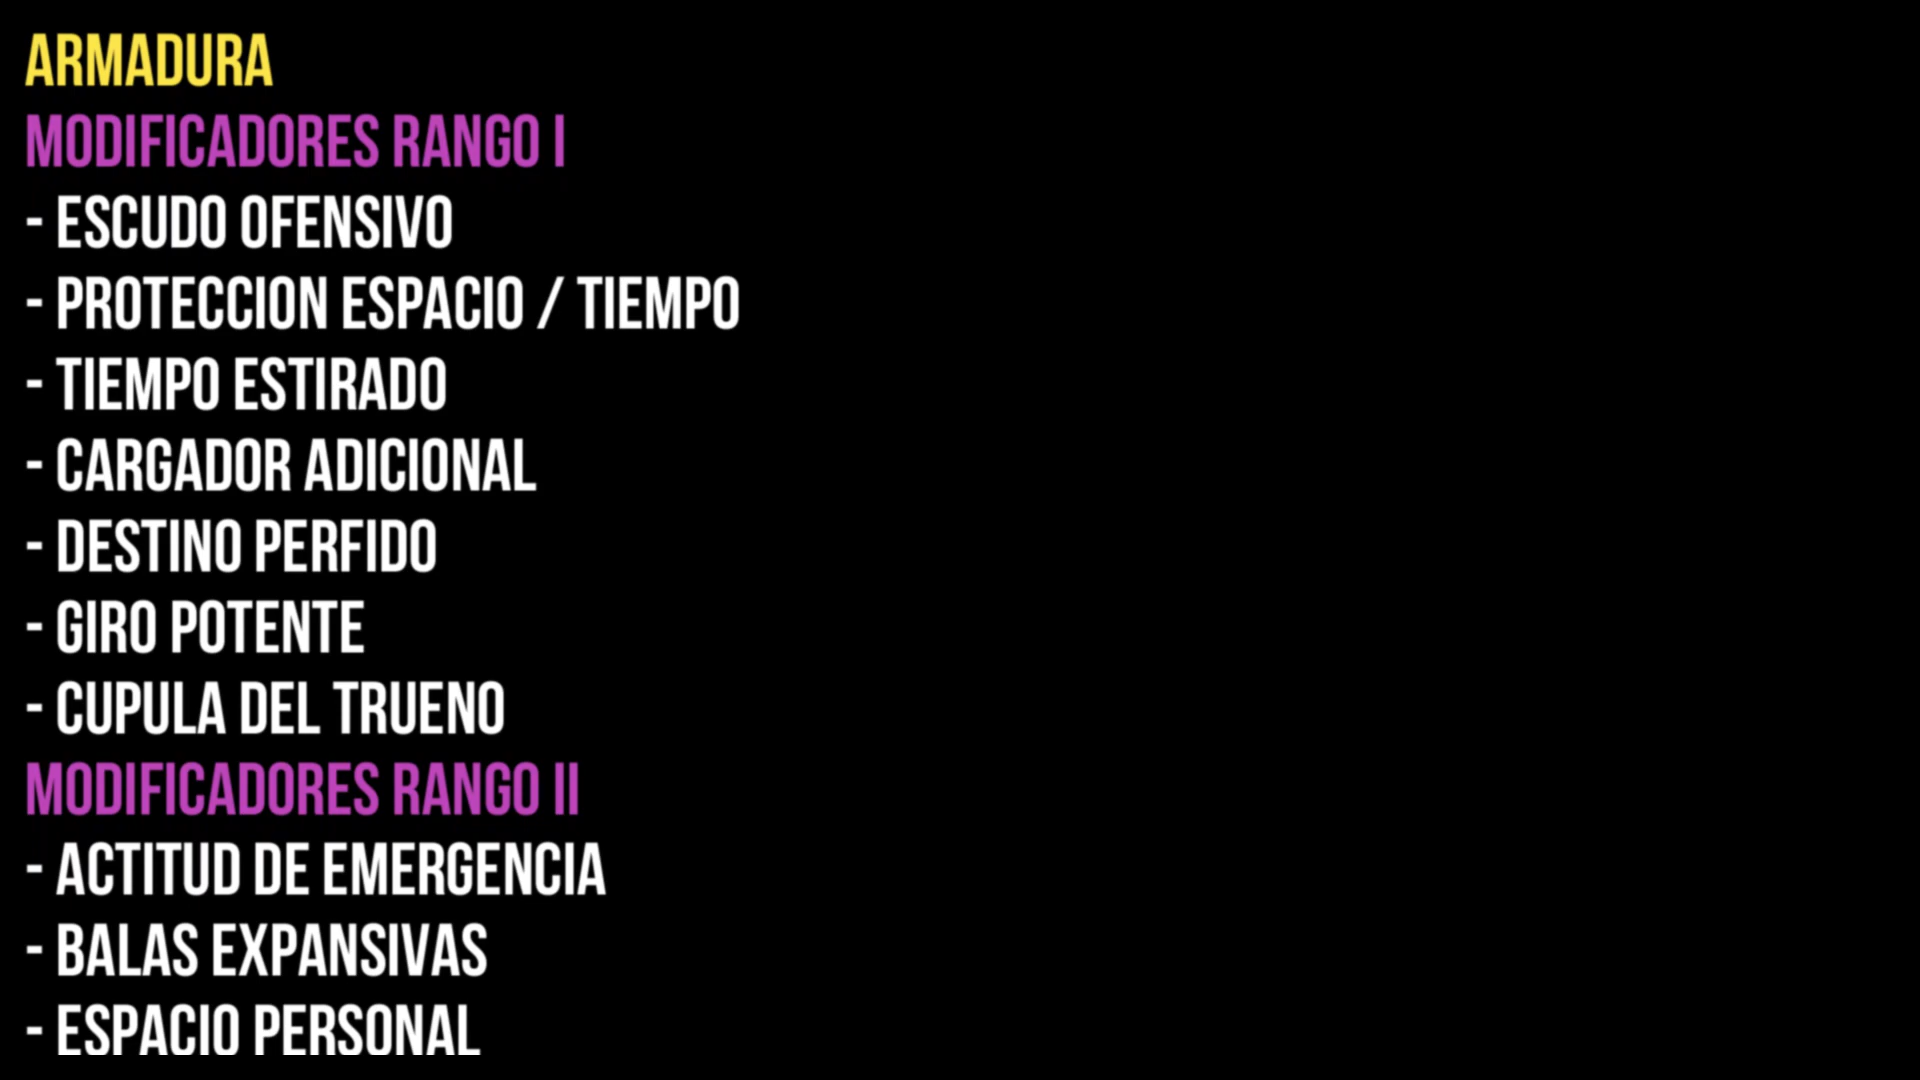 ARMADURA
MODIFICADORES RANGO I
- ESCUDO OFENSIVO
- PROTECCION ESPACIO / TIEMPO
- TIEMPO ESTIRADO
- CARGADOR ADICIONAL
- DESTINO PERFIDO
- GIRO POTENTE
- CUPULA DEL TRUENO
MODIFICADORES RANGO II
- ACTITUD DE EMERGENCIA
- BALAS EXPANSIVAS
- ESPACIO PERSONAL